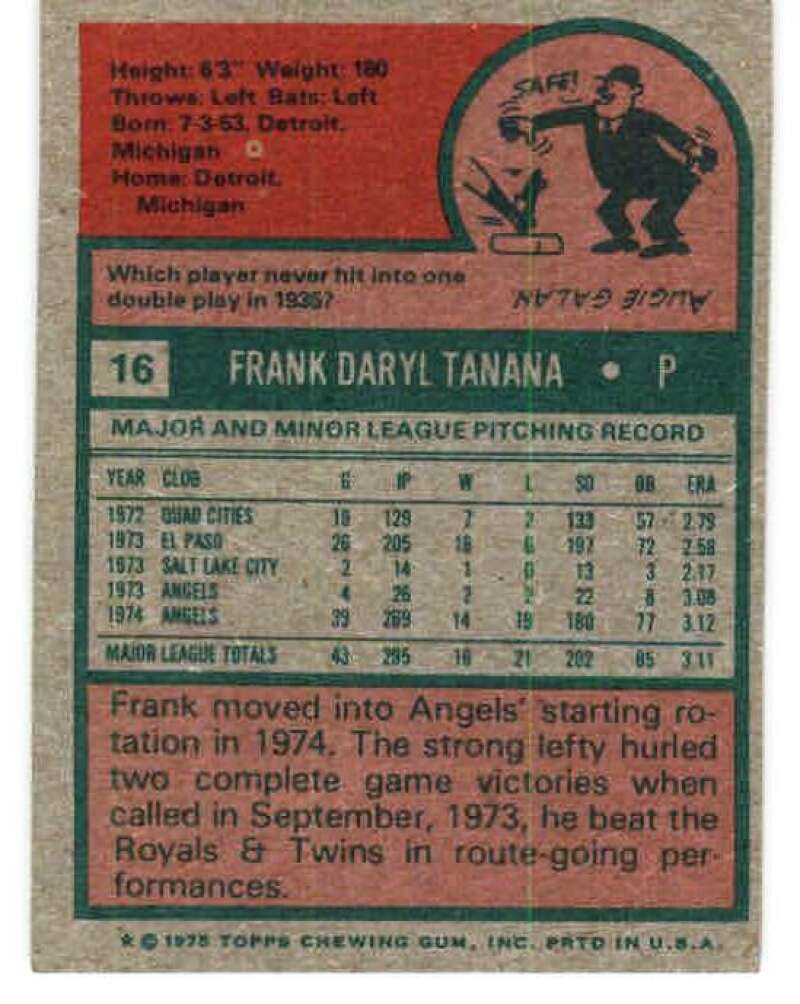 Height: 6'3" Weight: 180
Throws: Left Bats: Left
Born: 7-3-53, Detroit,
Michigan
Home: Detroit,
Michigan
SAFE!
Which player never hit into one
double play in 1935?
AUGIE GALAN
16 FRANK DARYL TANANA • P
MAJOR AND MINOR LEAGUE PITCHING RECORD
YEAR CLUB G IP W L SO BB ERA
1972 QUAD CITIES 19 129 7 2 133 57 2.79
1973 EL PASO 26 205 16 6 197 72 2.58
1973 SALT LAKE CITY 2 14 1 0 13 3 2.17
1973 ANGELS 4 26 2 2 22 8 3.08
1974 ANGELS 39 269 14 19 180 77 3.12
MAJOR LEAGUE TOTALS 43 295 16 21 202 85 3.11
Frank moved into Angels' starting ro-
tation in 1974. The strong lefty hurled
two complete game victories when
called in September, 1973, he beat the
Royals & Twins in route-going per-
formances.
* © 1975 TOPPS CHEWING GUM, INC. PRTD IN U.S.A.